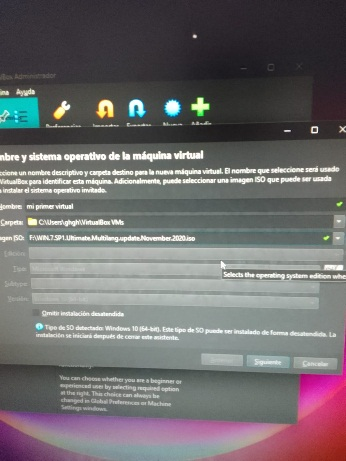 Box Administrador
ina Ayuda
Preferencias Importar Exportar Nueva Añadir
mbre y sistema operativo de la máquina virtual
ccione un nombre descriptivo y carpeta destino para la nueva máquina virtual. El nombre que seleccione será usado
VirtualBox para identificar esta máquina. Adicionalmente, puede seleccionar una imagen ISO que puede ser usada
a instalar el sistema operativo invitado.
Nombre: mi primer virtual
Carpeta: C:\Users\ghgh\VirtualBox VMs
agen ISO: F:\WIN.7.SP1.Ultimate.Multilang.update.November.2020.iso
Edición:
Selects the operating system edition whe
Subtipo:
Versión:
Omitir instalación desatendida
Tipo de SO detectado: Windows 10 (64-bit). Este tipo de SO puede ser instalado de forma desatendida. La
instalación se iniciará después de cerrar este asistente.
Siguiente Cancelar
You can choose whether you are a beginner or
experienced user by selecting required option
at the right. This choice can always be
changed in Global Preferences or Machine
Settings windows.